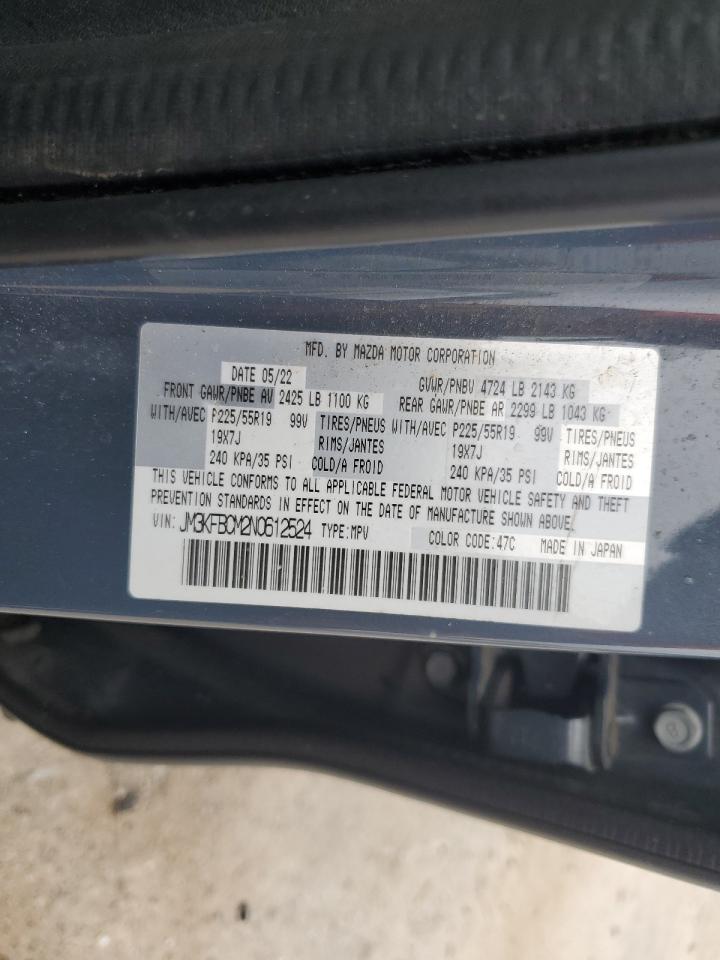 MFD. BY MAZDA MOTOR CORPORATION
DATE 05/22 GVWR/PNBV 4724 LB 2143 KG
FRONT GAWR/PNBE AV 2425 LB 1100 KG REAR GAWR/PNBE AR 2299 LB 1043 KG
WITH/AVEC P225/55R19 99V TIRES/PNEUS WITH/AVEC P225/55R19 99V TIRES/PNEUS
19X7J RIMS/JANTES 19X7J RIMS/JANTES
240 KPA/35 PSI COLD/A FROID 240 KPA/35 PSI COLD/A FROID
THIS VEHICLE CONFORMS TO ALL APPLICABLE FEDERAL MOTOR VEHICLE SAFETY AND THEFT
PREVENTION STANDARDS IN EFFECT ON THE DATE OF MANUFACTURE SHOWN ABOVE.
VIN: JM3KFBCM2N0612524 TYPE:MPV COLOR CODE:47C MADE IN JAPAN
8